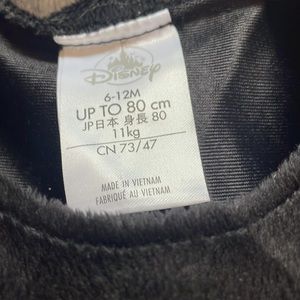 Disney
6-12M
UP TO 80 cm
JP日本 身長 80
11kg
CN 73/47
MADE IN VIETNAM
FABRIQUÉ AU VIETNAM